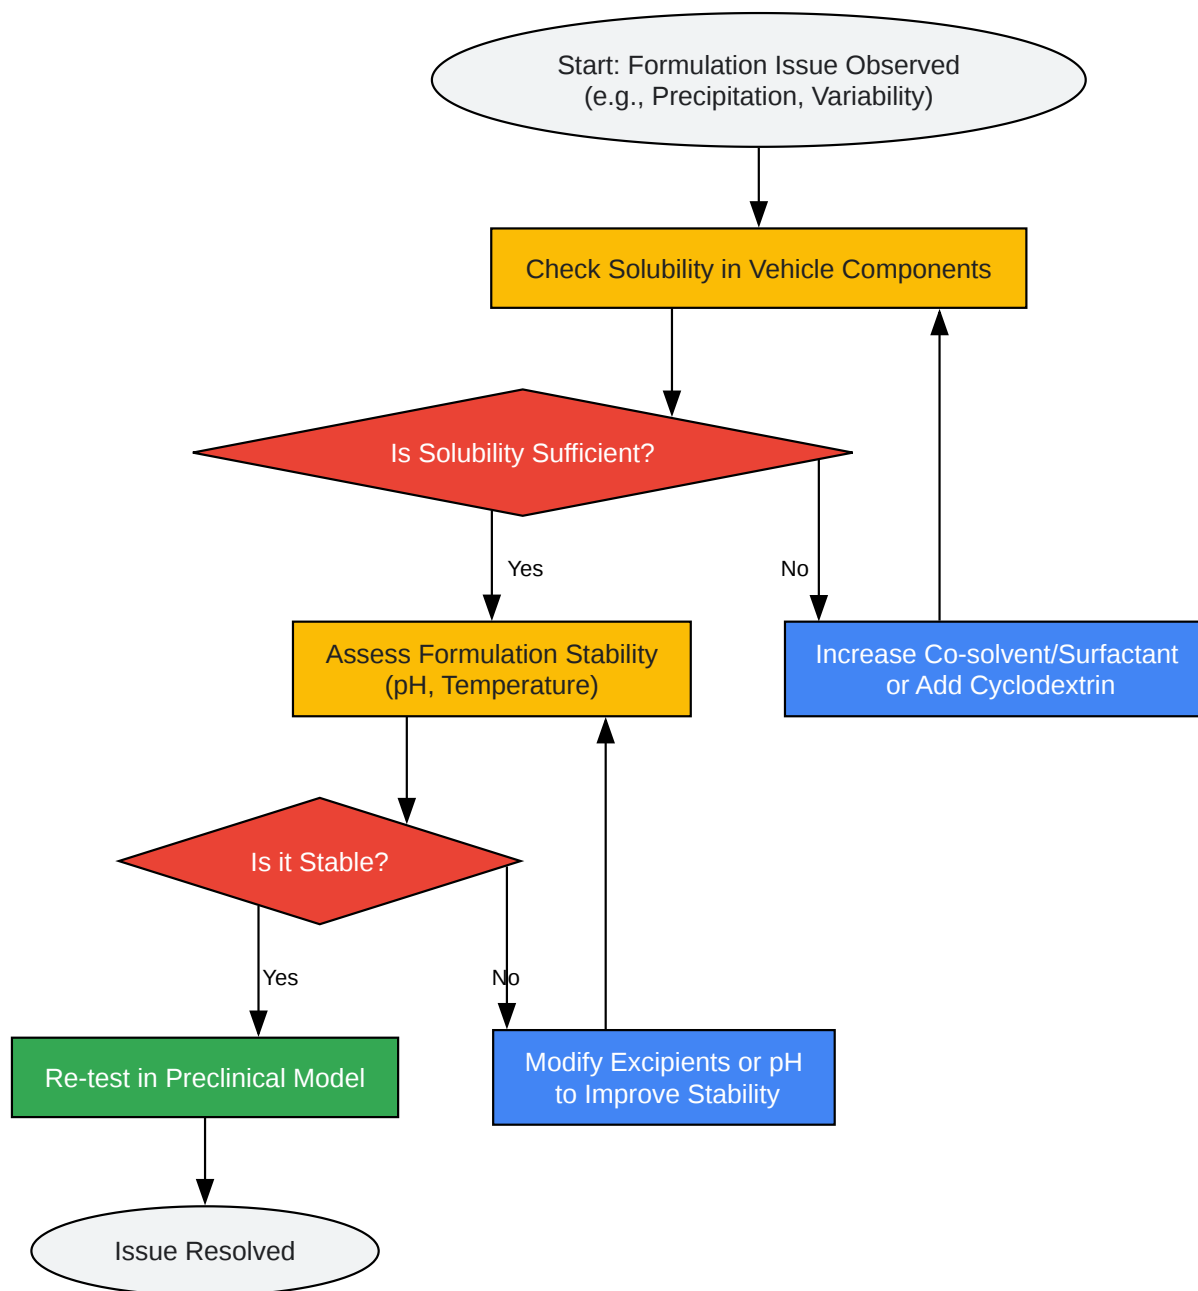 Start: Formulation Issue Observed
(e.g., Precipitation, Variability)
Check Solubility in Vehicle Components
Is Solubility Sufficient?
Yes
No
Assess Formulation Stability
(pH, Temperature)
Increase Co-solvent/Surfactant
or Add Cyclodextrin
Is it Stable?
Yes
No
Re-test in Preclinical Model
Modify Excipients or pH
to Improve Stability
Issue Resolved